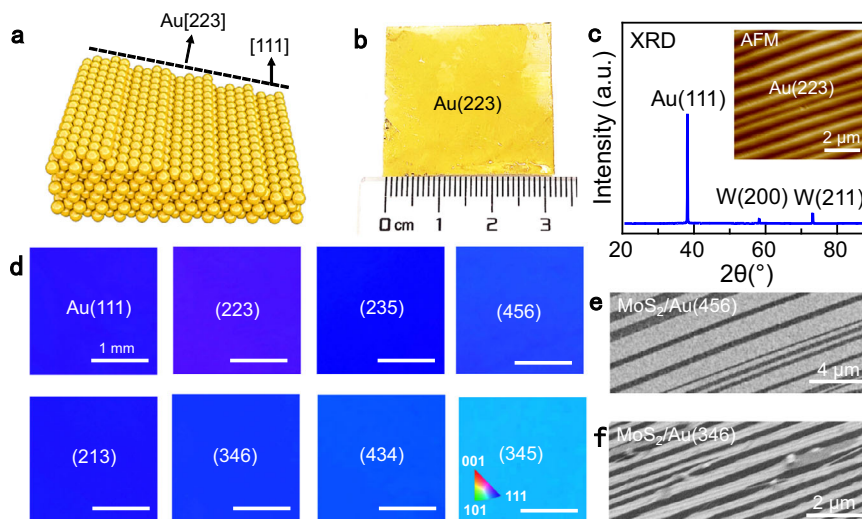 a
Au[223]
[111]
b
Au(223)
0 cm 1 2 3
c
XRD
AFM
Au(223)
2 μm
Au(111)
W(200)
W(211)
Intensity (a.u.)
20 40 60 80
2θ(°)
d
Au(111)
1 mm
(223)
(235)
(456)
(213)
(346)
(434)
(345)
001
111
101
e
MoS₂/Au(456)
4 μm
f
MoS₂/Au(346)
2 μm